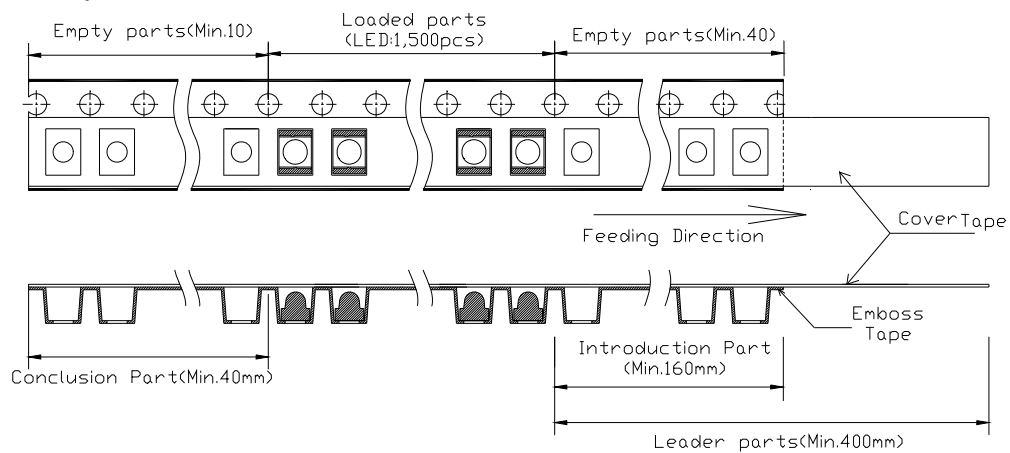 Empty parts(Min.10)
Loaded parts
(LED:1,500pcs)
Empty parts(Min.40)
Feeding Direction
CoverTape
Emboss
Tape
Conclusion Part(Min.40mm)
Introduction Part
(Min.160mm)
Leader parts(Min.400mm)